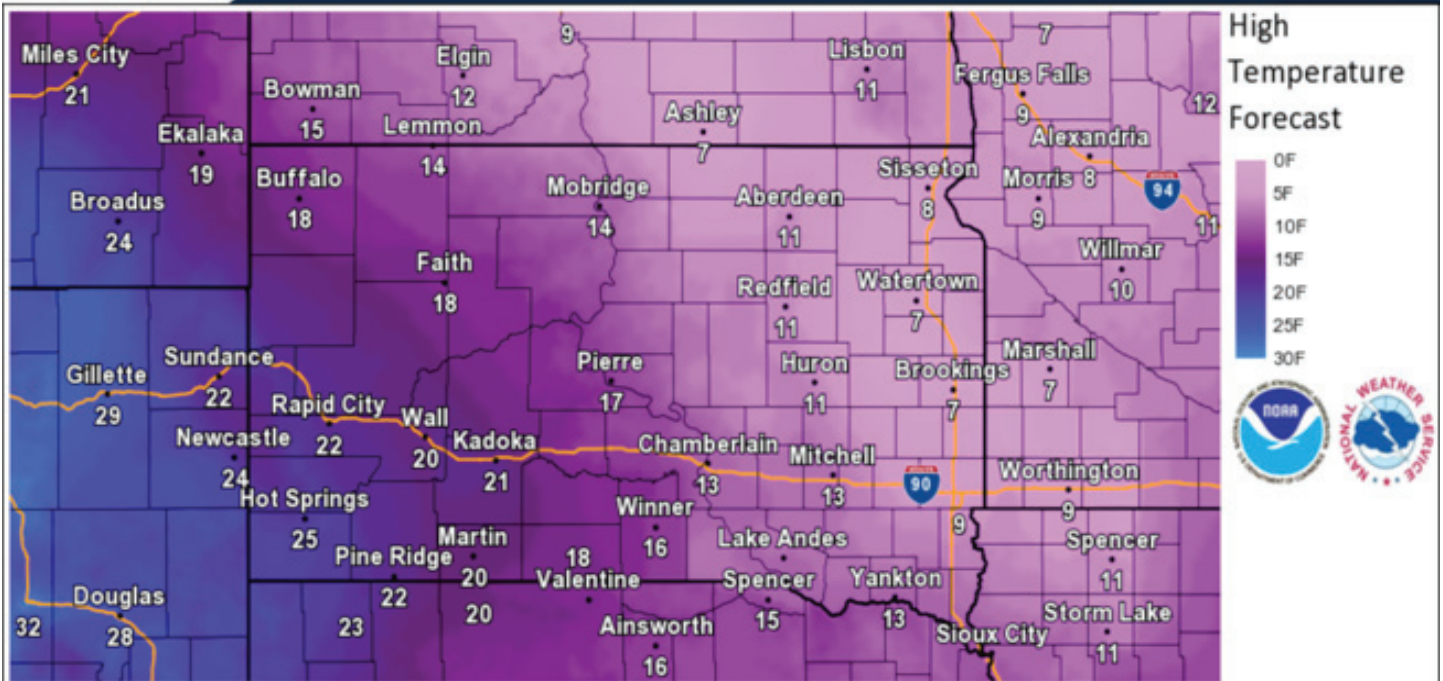 High
Temperature
Forecast
0F
5F
10F
15F
20F
25F
30F
NOAA
NATIONAL WEATHER SERVICE
9
7
Miles City
21
Elgin
12
Lisbon
11
Fergus Falls
9
12
Bowman
15
Lemmon
14
Ashley
7
Alexandria
8
Ekalaka
19
Buffalo
18
Mobridge
14
Aberdeen
11
Sisseton
8
Morris
9
94
11
Broadus
24
Faith
18
Redfield
11
Watertown
7
Willmar
10
Gillette
29
Sundance
22
Rapid City
22
Wall
20
Kadoka
21
Pierre
17
Huron
11
Brookings
7
Marshall
7
Newcastle
24
Hot Springs
25
Chamberlain
13
Mitchell
13
90
Worthington
9
9
Winner
16
Martin
20
Pine Ridge
22
18
Valentine
Lake Andes
Spencer
15
Yankton
13
Spencer
11
Douglas
28
32
23
20
Ainsworth
16
Sioux City
Storm Lake
11